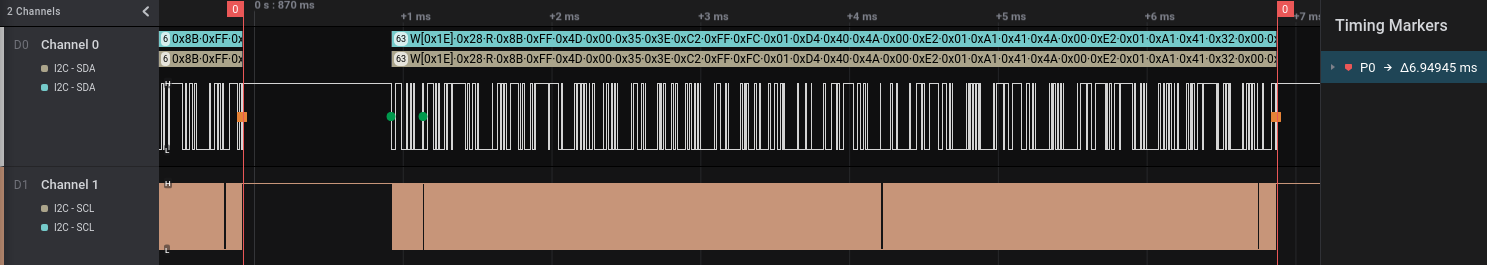 2 Channels
0
0 s : 870 ms
+1 ms
+2 ms
+3 ms
+4 ms
+5 ms
+6 ms
0
+7 ms
Timing Markers
P0 → Δ6.94945 ms
D0 Channel 0
I2C - SDA
I2C - SDA
6 0x8B·0xFF·0x
63 W[0x1E]·0x28·R·0x8B·0xFF·0x4D·0x00·0x35·0x3E·0xC2·0xFF·0xFC·0x01·0xD4·0x40·0x4A·0x00·0xE2·0x01·0xA1·0x41·0x4A·0x00·0xE2·0x01·0xA1·0x41·0x32·0x00·0x
6 0x8B·0xFF·0x
63 W[0x1E]·0x28·R·0x8B·0xFF·0x4D·0x00·0x35·0x3E·0xC2·0xFF·0xFC·0x01·0xD4·0x40·0x4A·0x00·0xE2·0x01·0xA1·0x41·0x4A·0x00·0xE2·0x01·0xA1·0x41·0x32·0x00·0x
H
L
D1 Channel 1
I2C - SCL
I2C - SCL
H
L